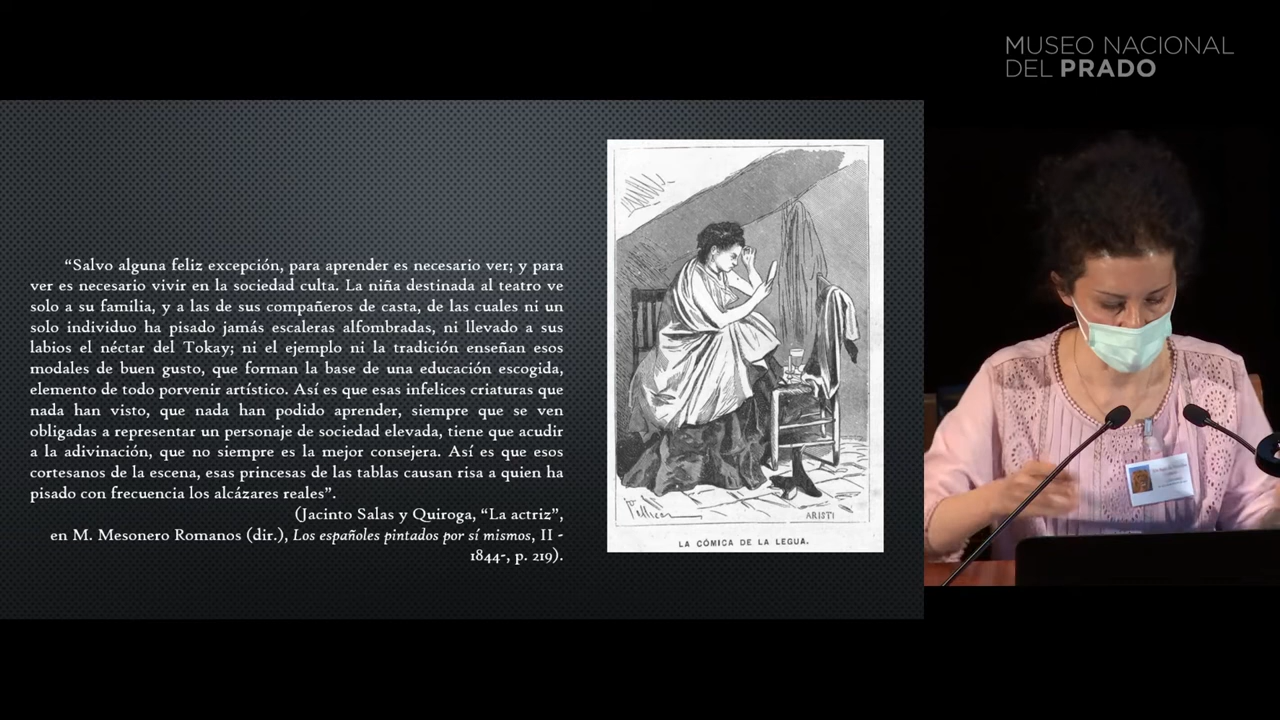 MUSEO NACIONAL
DEL PRADO
“Salvo alguna feliz excepción, para aprender es necesario ver; y para
ver es necesario vivir en la sociedad culta. La niña destinada al teatro ve
solo a su familia, y a las de sus compañeros de casta, de las cuales ni un
solo individuo ha pisado jamás escaleras alfombradas, ni llevado a sus
labios el néctar del Tokay; ni el ejemplo ni la tradición enseñan esos
modales de buen gusto, que forman la base de una educación escogida,
elemento de todo porvenir artístico. Así es que esas infelices criaturas que
nada han visto, que nada han podido aprender, siempre que se ven
obligadas a representar un personaje de sociedad elevada, tiene que acudir
a la adivinación, que no siempre es la mejor consejera. Así es que esos
cortesanos de la escena, esas princesas de las tablas causan risa a quien ha
pisado con frecuencia los alcázares reales”.
(Jacinto Salas y Quiroga, “La actriz”,
en M. Mesonero Romanos (dir.), Los españoles pintados por sí mismos, II -
1844-, p. 219).
Pellicer
ARISTI
LA CÓMICA DE LA LEGUA.